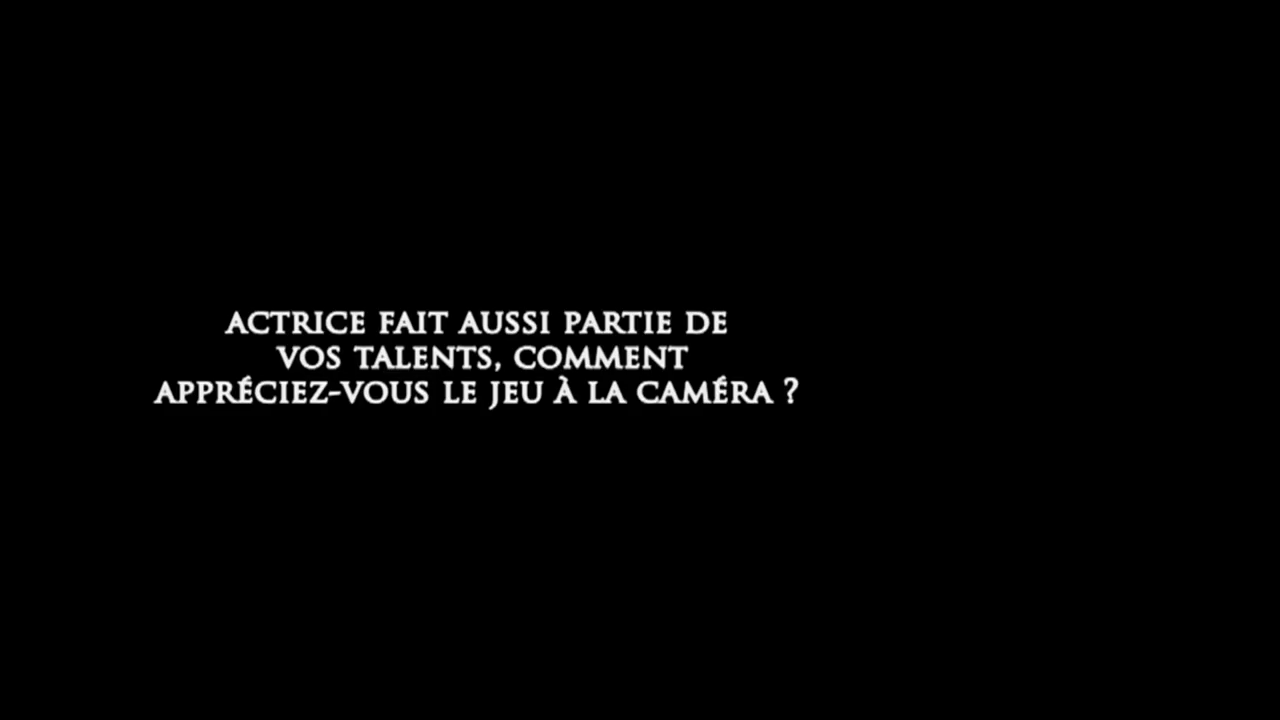 ACTRICE FAIT AUSSI PARTIE DE
VOS TALENTS, COMMENT
APPRÉCIEZ-VOUS LE JEU À LA CAMÉRA ?